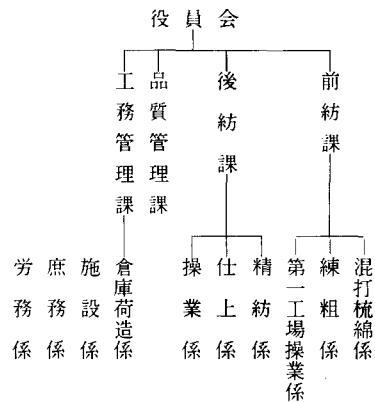 役員会
前紡課
後紡課
品質管理課
工務管理課
混打梳綿係
練粗係
第一工場操業係
精紡係
仕上係
操業係
倉庫荷造係
施設係
庶務係
労務係